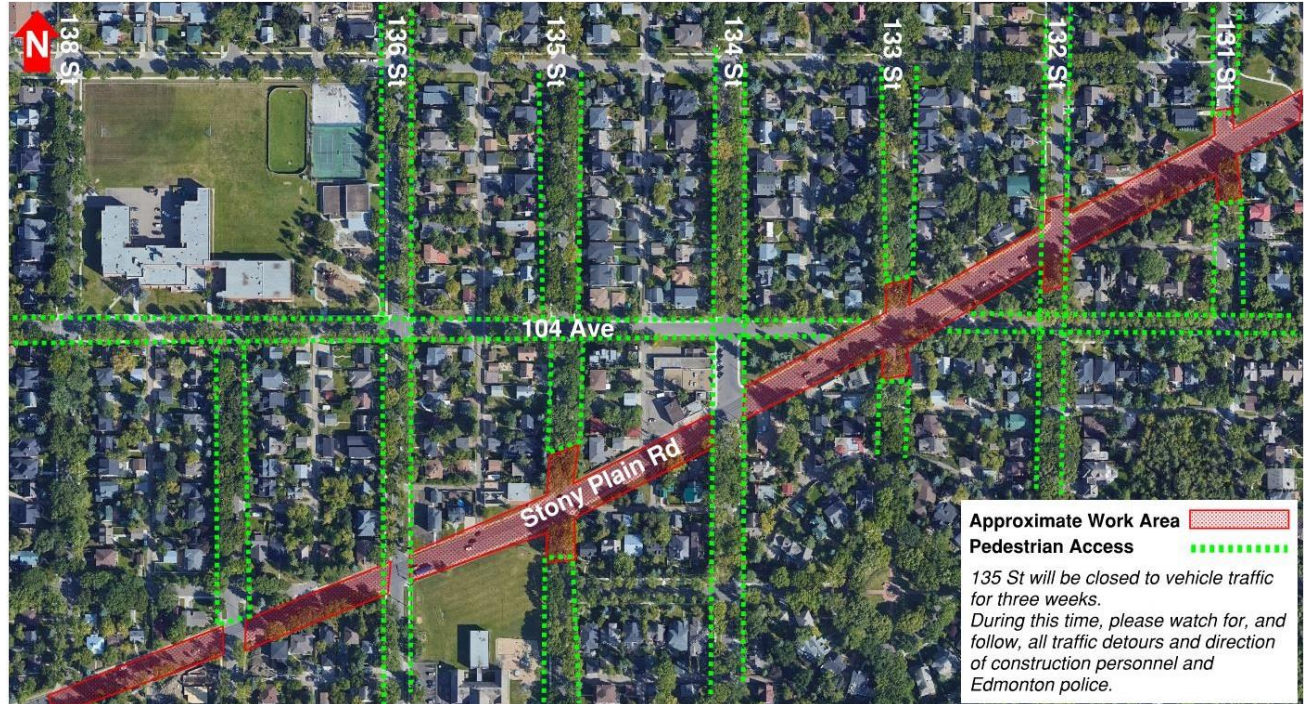 N
138 St
136 St
135 St
134 St
133 St
132 St
131 St
104 Ave
Stony Plain Rd
Approximate Work Area
Pedestrian Access
135 St will be closed to vehicle traffic
for three weeks.
During this time, please watch for, and
follow, all traffic detours and direction
of construction personnel and
Edmonton police.